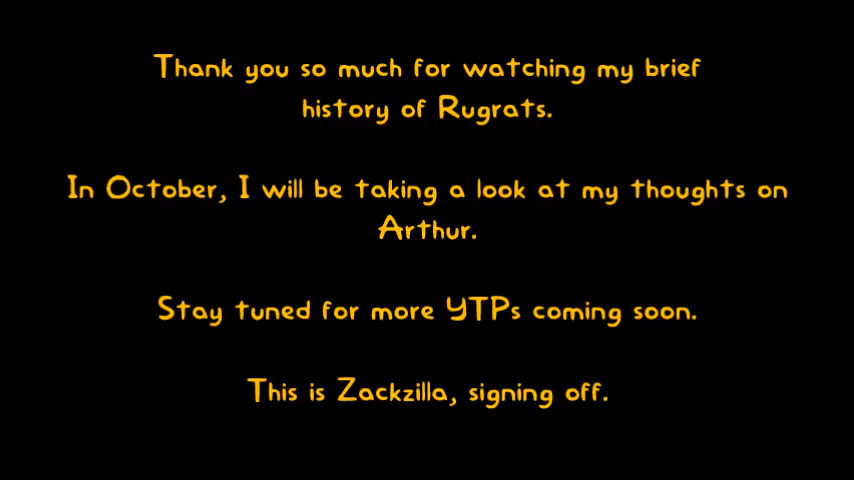 Thank you so much for watching my brief
history of Rugrats.
In October, I will be taking a look at my thoughts on
Arthur.
Stay tuned for more YTPs coming soon.
This is Zackzilla, signing off.